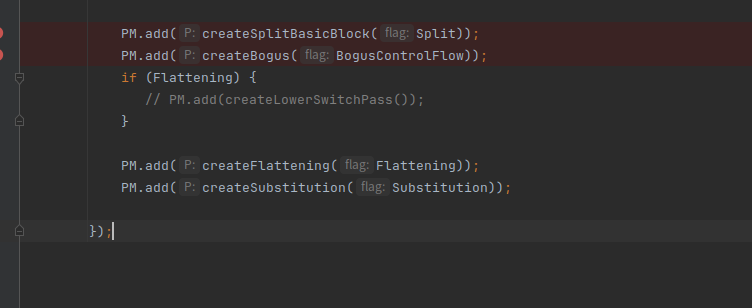 PM.add( P: createSplitBasicBlock( flag: Split));
PM.add( P: createBogus( flag: BogusControlFlow));
if (Flattening) {
// PM.add(createLowerSwitchPass());
}
PM.add( P: createFlattening( flag: Flattening));
PM.add( P: createSubstitution( flag: Substitution));
});